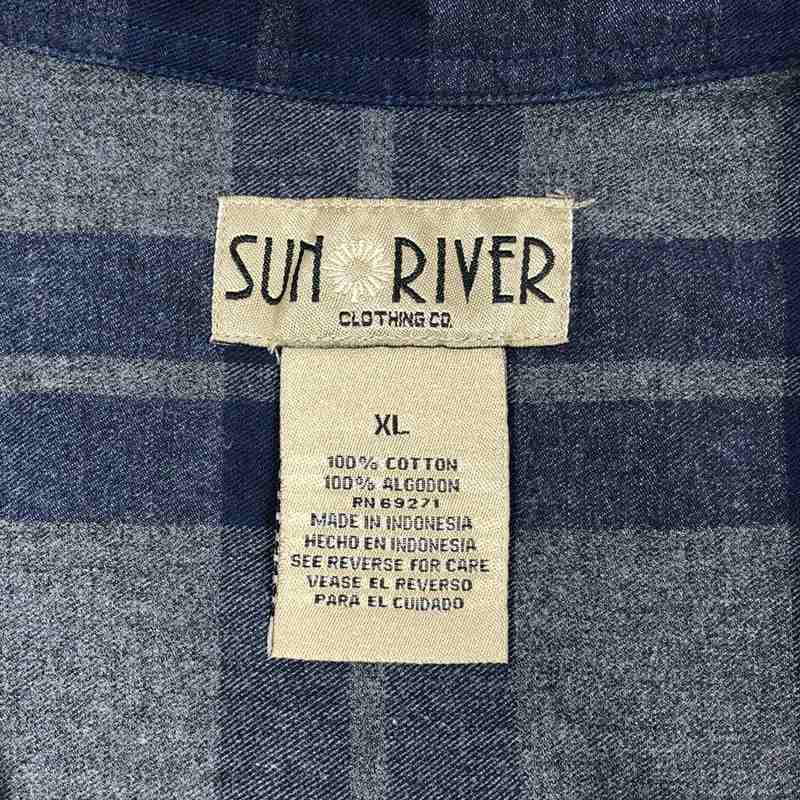 SUN RIVER
CLOTHING CO.
XL
100% COTTON
100% ALGODON
RN 69271
MADE IN INDONESIA
HECHO EN INDONESIA
SEE REVERSE FOR CARE
VEASE EL REVERSO
PARA EL CUIDADO